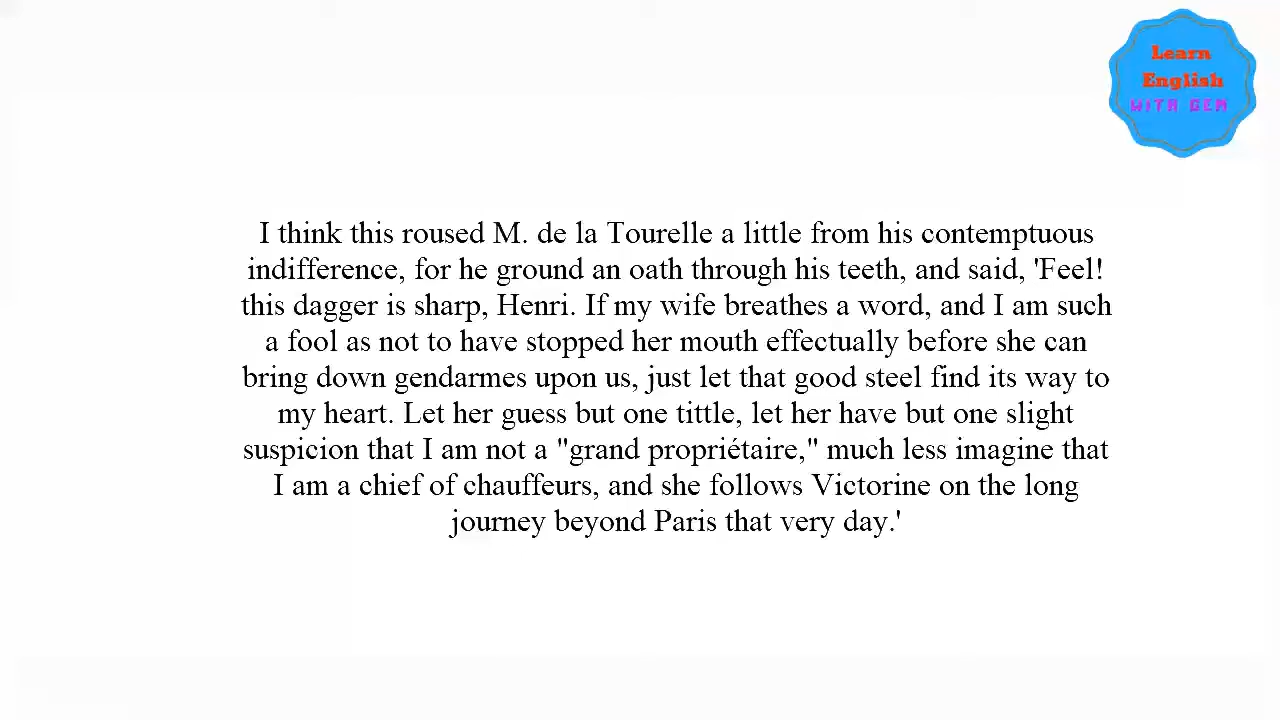 Learn
English
WITH GEM
I think this roused M. de la Tourelle a little from his contemptuous
indifference, for he ground an oath through his teeth, and said, 'Feel!
this dagger is sharp, Henri. If my wife breathes a word, and I am such
a fool as not to have stopped her mouth effectually before she can
bring down gendarmes upon us, just let that good steel find its way to
my heart. Let her guess but one tittle, let her have but one slight
suspicion that I am not a "grand propriétaire," much less imagine that
I am a chief of chauffeurs, and she follows Victorine on the long
journey beyond Paris that very day.'